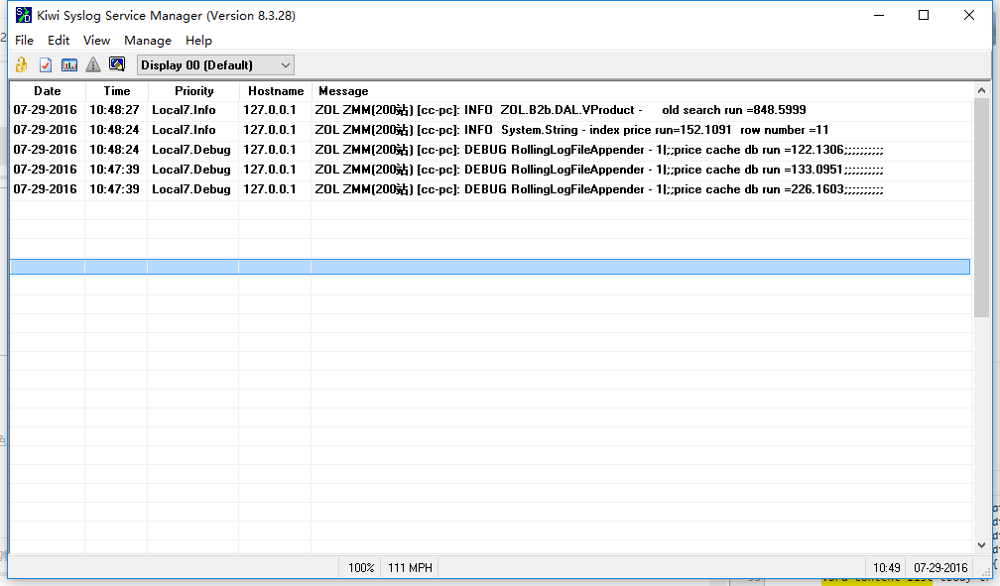 Kiwi Syslog Service Manager (Version 8.3.28)
File Edit View Manage Help
Display 00 (Default)
Date Time Priority Hostname Message
07-29-2016 10:48:27 Local7.Info 127.0.0.1 ZOL ZMM(200站) [cc-pc]: INFO ZOL.B2b.DAL.VProduct - old search run =848.5999
07-29-2016 10:48:24 Local7.Info 127.0.0.1 ZOL ZMM(200站) [cc-pc]: INFO System.String - index price run=152.1091 row number =11
07-29-2016 10:48:24 Local7.Debug 127.0.0.1 ZOL ZMM(200站) [cc-pc]: DEBUG RollingLogFileAppender - 1|;;price cache db run =122.1306;;;;;;;;;;
07-29-2016 10:47:39 Local7.Debug 127.0.0.1 ZOL ZMM(200站) [cc-pc]: DEBUG RollingLogFileAppender - 1|;;price cache db run =133.0951;;;;;;;;;;
07-29-2016 10:47:39 Local7.Debug 127.0.0.1 ZOL ZMM(200站) [cc-pc]: DEBUG RollingLogFileAppender - 1|;;price cache db run =226.1603;;;;;;;;;;
100% 111 MPH 10:49 07-29-2016